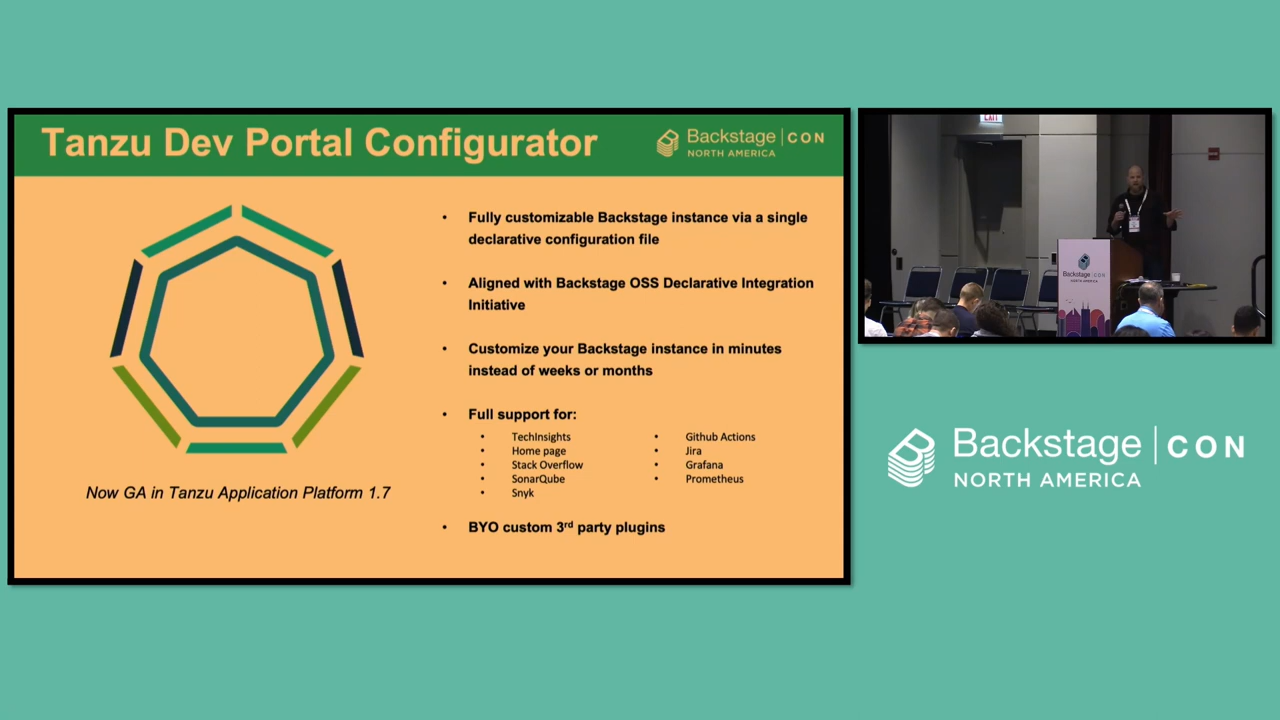 Tanzu Dev Portal Configurator
Backstage | CON
NORTH AMERICA
• Fully customizable Backstage instance via a single
declarative configuration file
• Aligned with Backstage OSS Declarative Integration
Initiative
• Customize your Backstage instance in minutes
instead of weeks or months
• Full support for:
• TechInsights
• Home page
• Stack Overflow
• SonarQube
• Snyk
• Github Actions
• Jira
• Grafana
• Prometheus
• BYO custom 3rd party plugins
Now GA in Tanzu Application Platform 1.7
EXIT
Backstage | CON
NORTH AMERICA
Backstage | CON
NORTH AMERICA